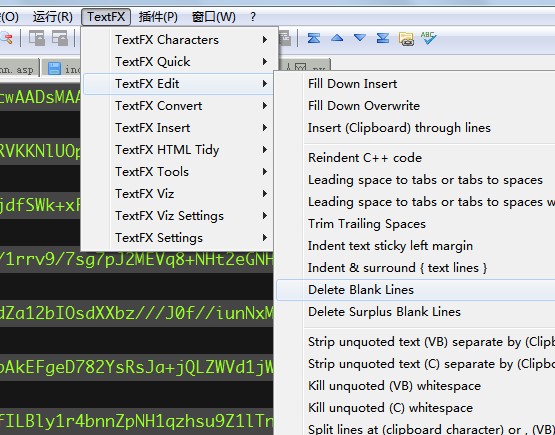 (O) 运行(R) TextFX 插件(P) 窗口(W) ?
nn.asp
TextFX Characters
TextFX Quick
TextFX Edit
TextFX Convert
TextFX Insert
TextFX HTML Tidy
TextFX Tools
TextFX Viz
TextFX Viz Settings
TextFX Settings
Fill Down Insert
Fill Down Overwrite
Insert (Clipboard) through lines
Reindent C++ code
Leading space to tabs or tabs to spaces
Leading space to tabs or tabs to spaces w
Trim Trailing Spaces
Indent text sticky left margin
Indent & surround { text lines }
Delete Blank Lines
Delete Surplus Blank Lines
Strip unquoted text (VB) separate by (Clipb
Strip unquoted text (C) separate by (Clipbo
Kill unquoted (VB) whitespace
Kill unquoted (C) whitespace
Split lines at (clipboard character) or , (VB)
cwAADsMAA
RVKKNlUOp
jdfSWk+xF
/1rrv9/7sg7pJ2MEVq8+NHt2eGNH
dZa12bIOsdXXbz///J0f//iunNxM
bAkEFgeD782YsRsJa+jQLZWVd1jW
fILBly1r4bnnZpNH1qzhsu9Z1lTn